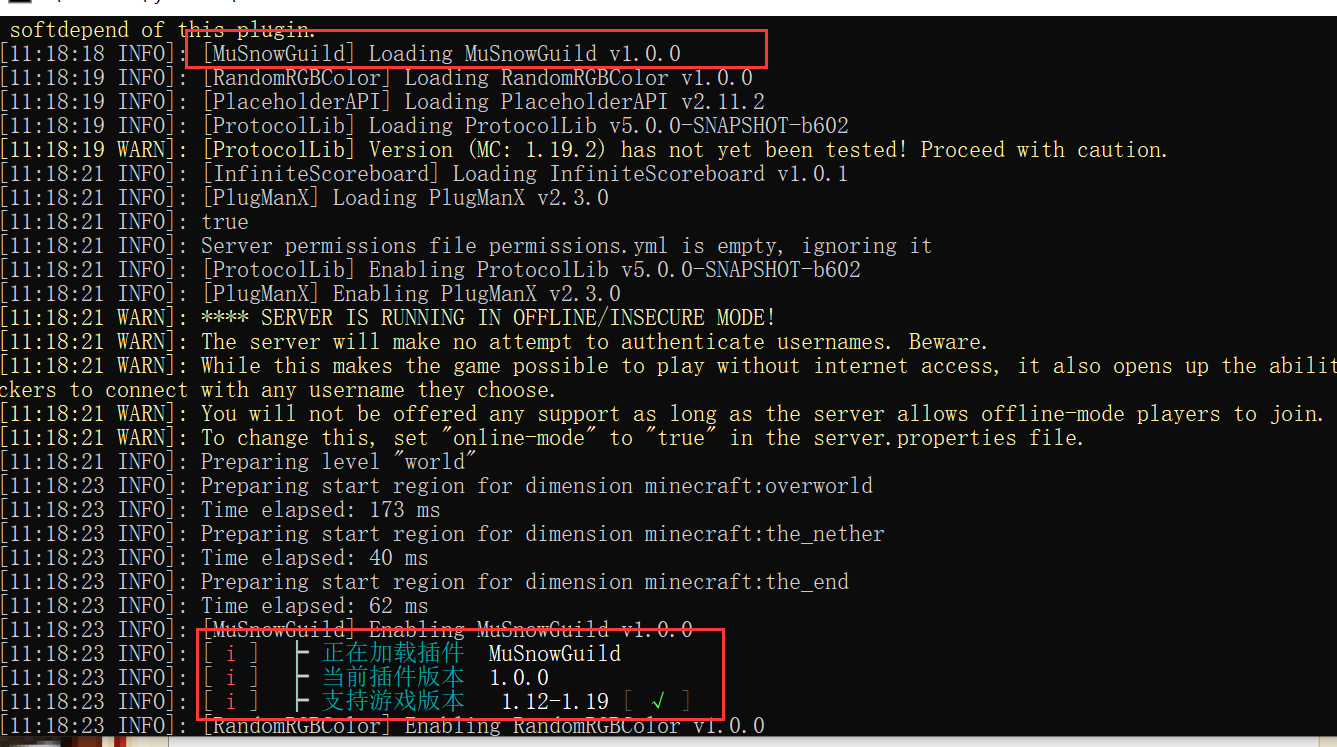 softdepend of this plugin.
[11:18:18 INFO]: [MuSnowGuild] Loading MuSnowGuild v1.0.0
[11:18:19 INFO]: [RandomRGBColor] Loading RandomRGBColor v1.0.0
[11:18:19 INFO]: [PlaceholderAPI] Loading PlaceholderAPI v2.11.2
[11:18:19 INFO]: [ProtocolLib] Loading ProtocolLib v5.0.0-SNAPSHOT-b602
[11:18:19 WARN]: [ProtocolLib] Version (MC: 1.19.2) has not yet been tested! Proceed with caution.
[11:18:21 INFO]: [InfiniteScoreboard] Loading InfiniteScoreboard v1.0.1
[11:18:21 INFO]: [PlugManX] Loading PlugManX v2.3.0
[11:18:21 INFO]: true
[11:18:21 INFO]: Server permissions file permissions.yml is empty, ignoring it
[11:18:21 INFO]: [ProtocolLib] Enabling ProtocolLib v5.0.0-SNAPSHOT-b602
[11:18:21 INFO]: [PlugManX] Enabling PlugManX v2.3.0
[11:18:21 WARN]: **** SERVER IS RUNNING IN OFFLINE/INSECURE MODE!
[11:18:21 WARN]: The server will make no attempt to authenticate usernames. Beware.
[11:18:21 WARN]: While this makes the game possible to play without internet access, it also opens up the abilit
ckers to connect with any username they choose.
[11:18:21 WARN]: You will not be offered any support as long as the server allows offline-mode players to join.
[11:18:21 WARN]: To change this, set "online-mode" to "true" in the server.properties file.
[11:18:21 INFO]: Preparing level "world"
[11:18:23 INFO]: Preparing start region for dimension minecraft:overworld
[11:18:23 INFO]: Time elapsed: 173 ms
[11:18:23 INFO]: Preparing start region for dimension minecraft:the_nether
[11:18:23 INFO]: Time elapsed: 40 ms
[11:18:23 INFO]: Preparing start region for dimension minecraft:the_end
[11:18:23 INFO]: Time elapsed: 62 ms
[11:18:23 INFO]: [MuSnowGuild] Enabling MuSnowGuild v1.0.0
[11:18:23 INFO]: [ i ] ├ 正在加载插件 MuSnowGuild
[11:18:23 INFO]: [ i ] ├ 当前插件版本 1.0.0
[11:18:23 INFO]: [ i ] ├ 支持游戏版本 1.12-1.19 [ √ ]
[11:18:23 INFO]: [RandomRGBColor] Enabling RandomRGBColor v1.0.0